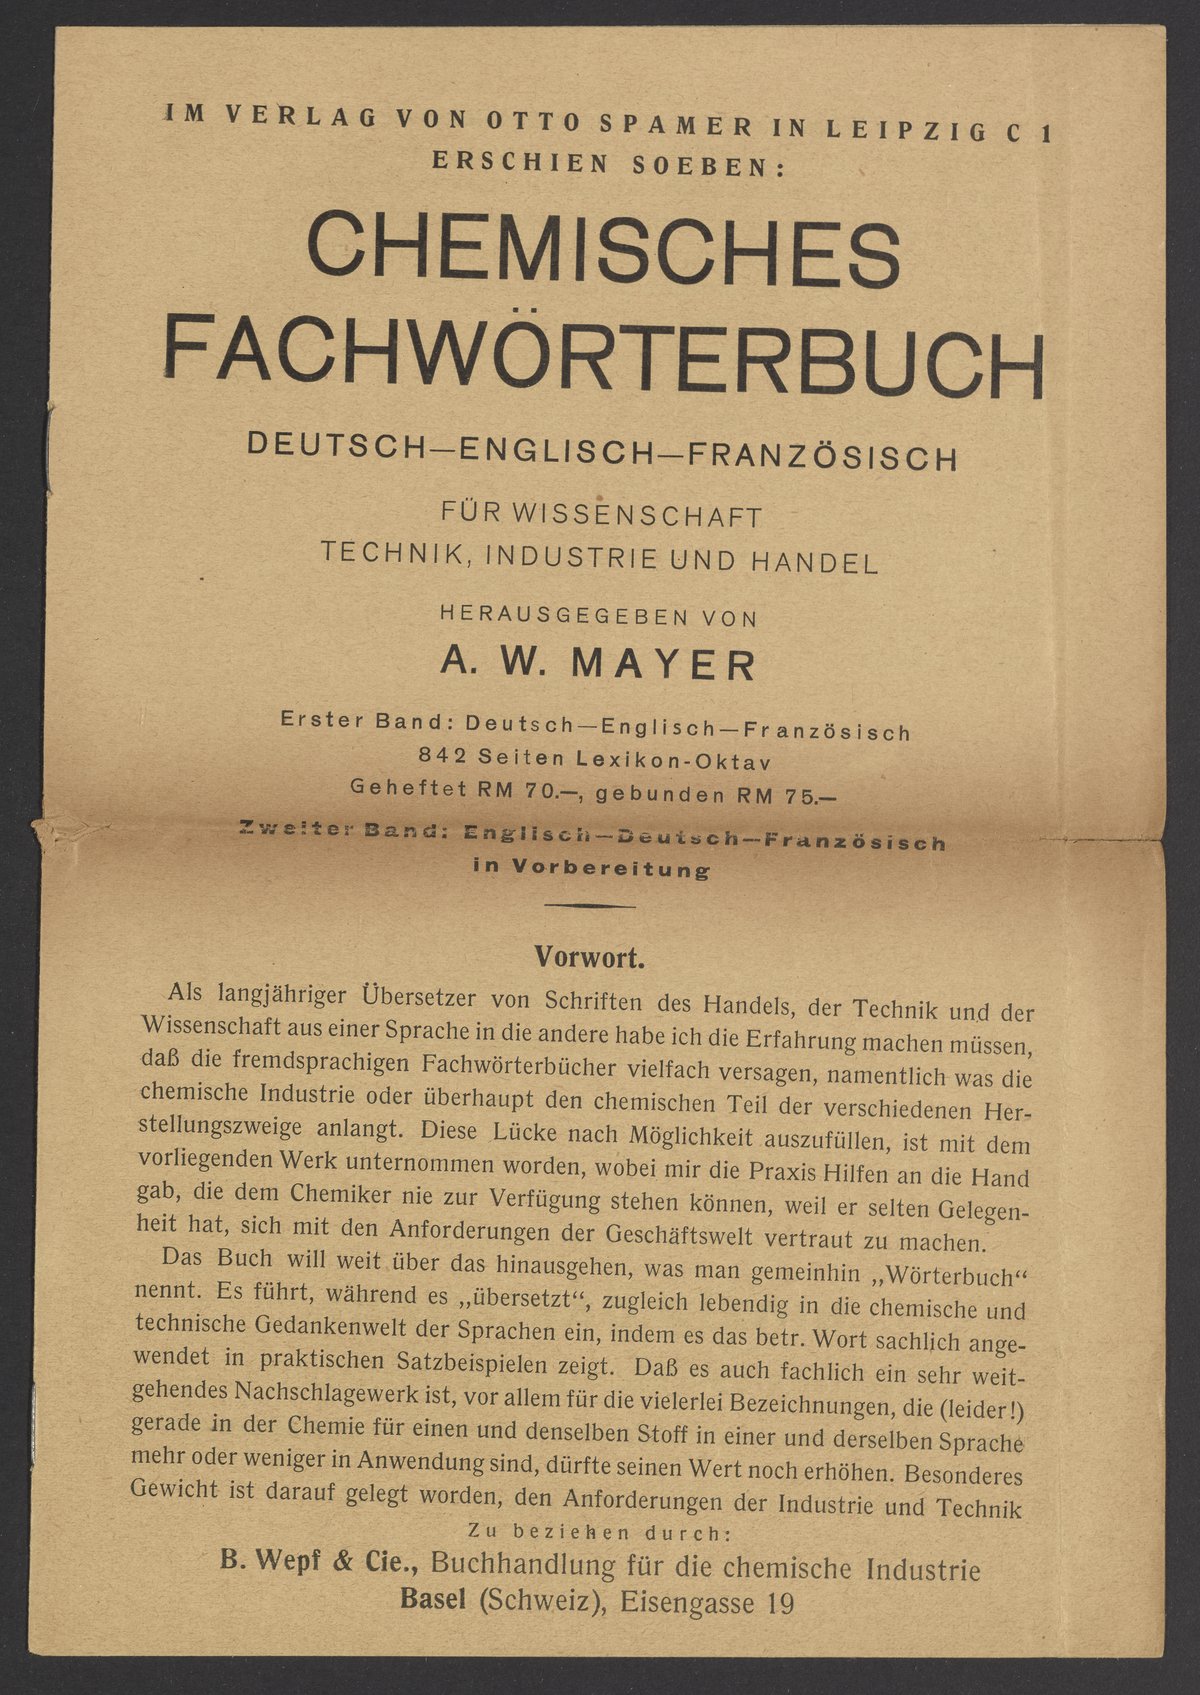 IM VERLAG VON OTTO SPAMER IN LEIPZIG C 1
ERSCHIEN SOEBEN:
CHEMISCHES
FACHWÖRTERBUCH
DEUTSCH—ENGLISCH—FRANZÖSISCH
FÜR WISSENSCHAFT
TECHNIK, INDUSTRIE UND HANDEL
HERAUSGEGEBEN VON
A. W. MAYER
Erster Band: Deutsch—Englisch—Französisch
842 Seiten Lexikon-Oktav
Geheftet RM 70.—, gebunden RM 75.—
Zweiter Band: Englisch—Deutsch—Französisch
in Vorbereitung
Vorwort.
Als langjähriger Übersetzer von Schriften des Handels, der Technik und der
Wissenschaft aus einer Sprache in die andere habe ich die Erfahrung machen müssen,
daß die fremdsprachigen Fachwörterbücher vielfach versagen, namentlich was die
chemische Industrie oder überhaupt den chemischen Teil der verschiedenen Her-
stellungszweige anlangt. Diese Lücke nach Möglichkeit auszufüllen, ist mit dem
vorliegenden Werk unternommen worden, wobei mir die Praxis Hilfen an die Hand
gab, die dem Chemiker nie zur Verfügung stehen können, weil er selten Gelegen-
heit hat, sich mit den Anforderungen der Geschäftswelt vertraut zu machen.
Das Buch will weit über das hinausgehen, was man gemeinhin „Wörterbuch“
nennt. Es führt, während es „übersetzt“, zugleich lebendig in die chemische und
technische Gedankenwelt der Sprachen ein, indem es das betr. Wort sachlich ange-
wendet in praktischen Satzbeispielen zeigt. Daß es auch fachlich ein sehr weit-
gehendes Nachschlagewerk ist, vor allem für die vielerlei Bezeichnungen, die (leider!)
gerade in der Chemie für einen und denselben Stoff in einer und derselben Sprache
mehr oder weniger in Anwendung sind, dürfte seinen Wert noch erhöhen. Besonderes
Gewicht ist darauf gelegt worden, den Anforderungen der Industrie und Technik
Zu beziehen durch:
B. Wepf & Cie., Buchhandlung für die chemische Industrie
Basel (Schweiz), Eisengasse 19